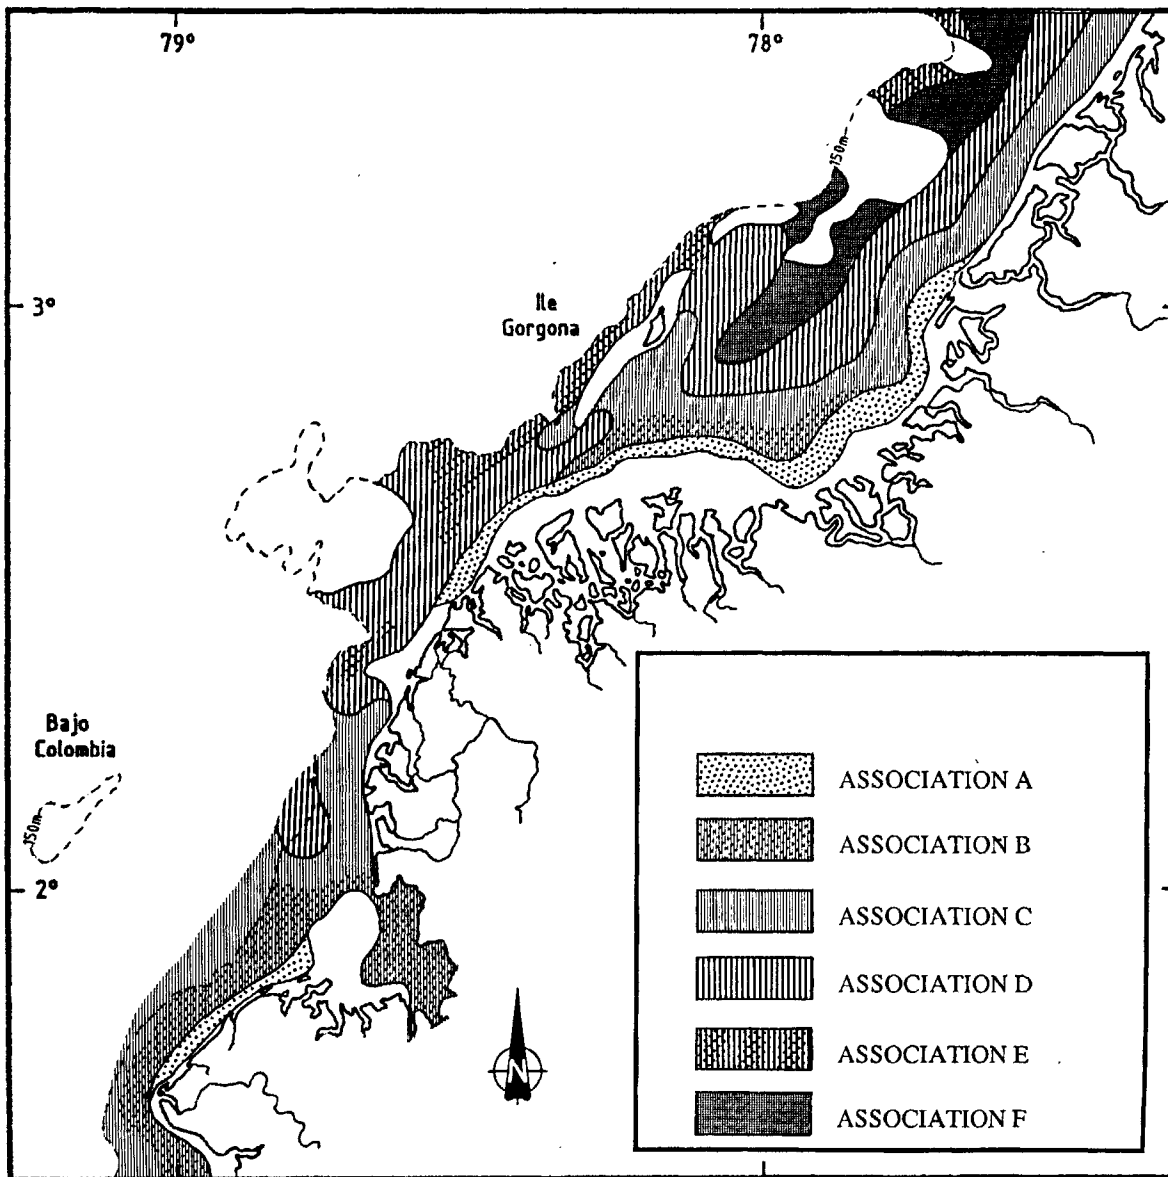 79°
78°
150m
3°
Ile
Gorgona
Bajo
Colombia
150m
2°
N
ASSOCIATION A
ASSOCIATION B
ASSOCIATION C
ASSOCIATION D
ASSOCIATION E
ASSOCIATION F